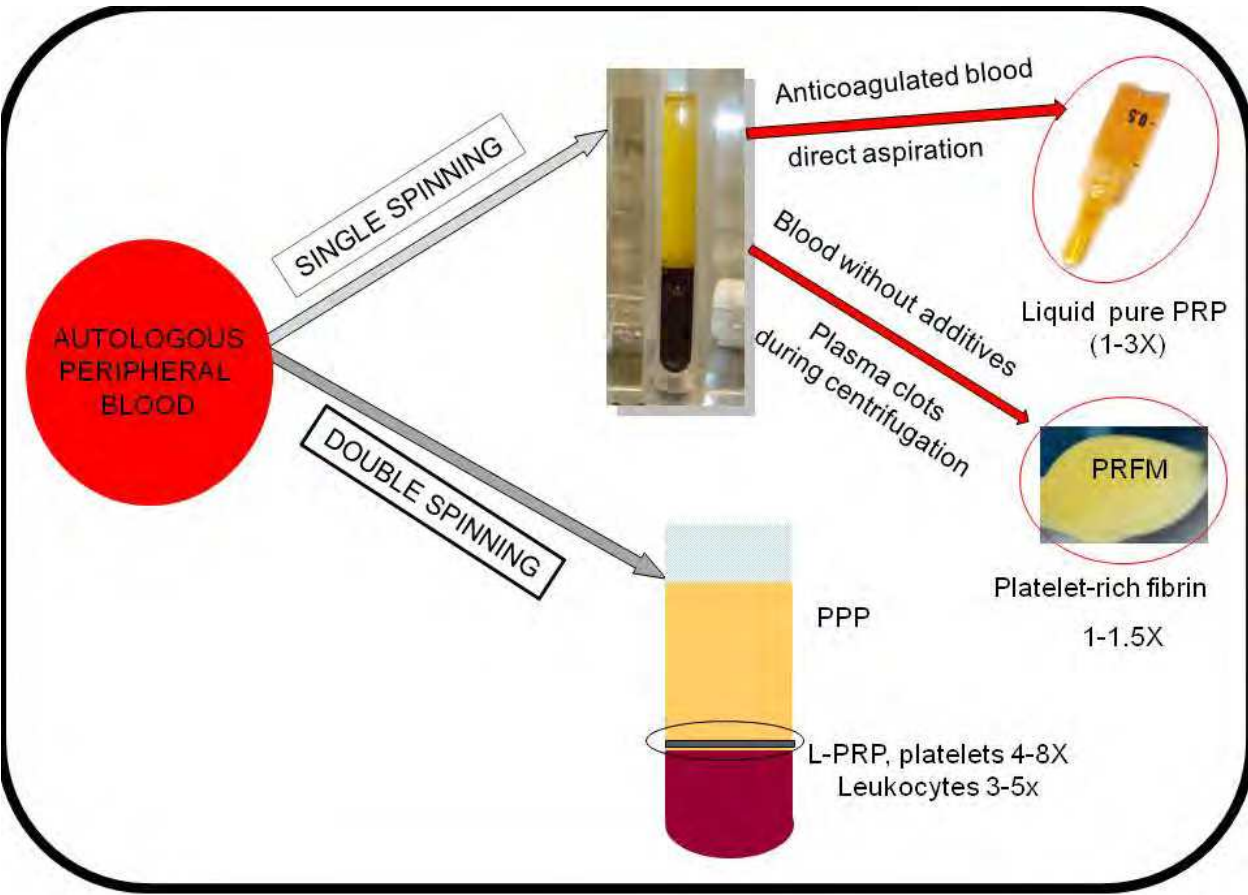 AUTOLOGOUS
PERIPHERAL
BLOOD
SINGLE SPINNING
DOUBLE SPINNING
Anticoagulated blood
direct aspiration
-0.5
Liquid pure PRP
(1-3X)
Blood without additives
Plasma clots
during centrifugation
PRFM
Platelet-rich fibrin
1-1.5X
PPP
L-PRP, platelets 4-8X
Leukocytes 3-5x